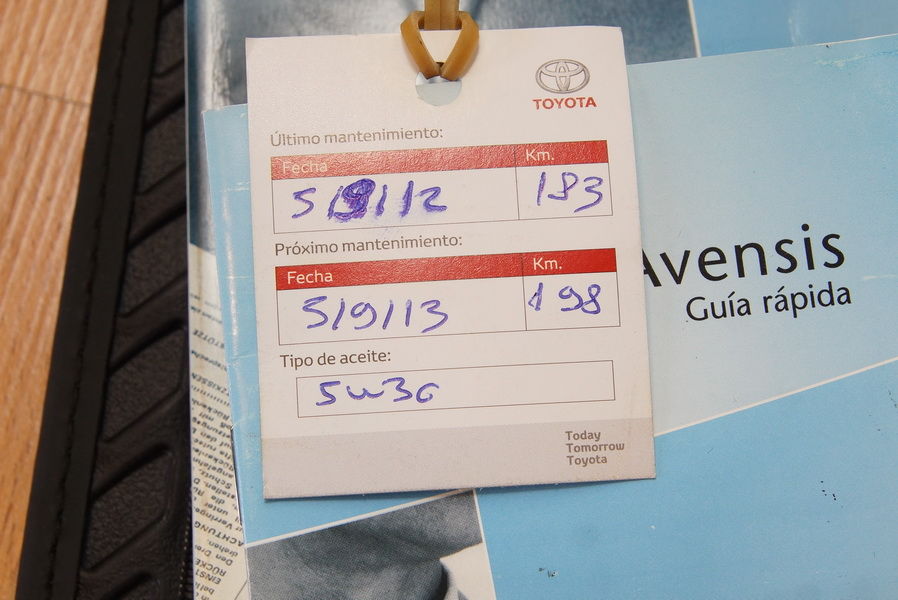 TOYOTA
Último mantenimiento:
Fecha Km.
5/9/12 183
Próximo mantenimiento:
Fecha Km.
5/9/13 198
Tipo de aceite:
5w30
Today
Tomorrow
Toyota
Avensis
Guía rápida